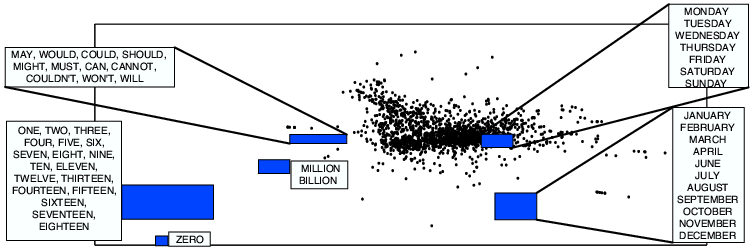 MAY, WOULD, COULD, SHOULD,
MIGHT, MUST, CAN, CANNOT,
COULDN'T, WON'T, WILL
ONE, TWO, THREE,
FOUR, FIVE, SIX,
SEVEN, EIGHT, NINE,
TEN, ELEVEN,
TWELVE, THIRTEEN,
FOURTEEN, FIFTEEN,
SIXTEEN,
SEVENTEEN,
EIGHTEEN
MILLION
BILLION
ZERO
MONDAY
TUESDAY
WEDNESDAY
THURSDAY
FRIDAY
SATURDAY
SUNDAY
JANUARY
FEBRUARY
MARCH
APRIL
JUNE
JULY
AUGUST
SEPTEMBER
OCTOBER
NOVEMBER
DECEMBER